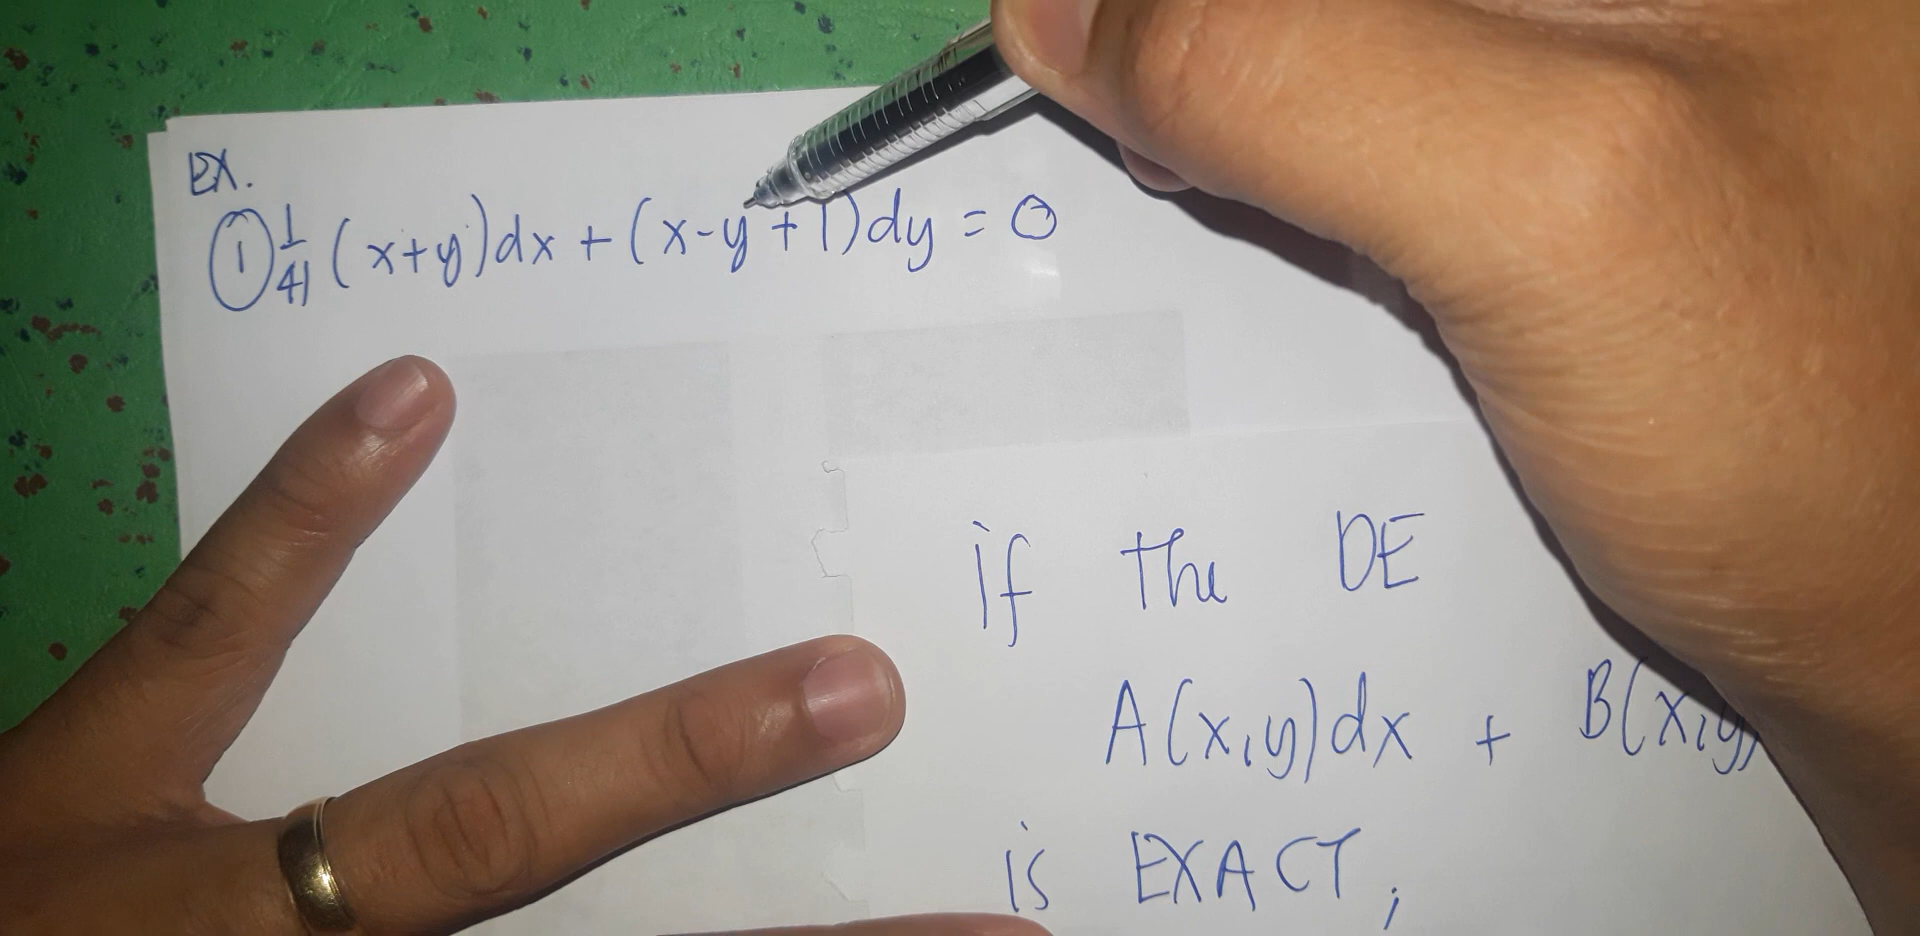 EX.
① 1/4 (x+y)dx + (x-y+1)dy = 0
if the DE
A(x,y)dx + B(x,y)
is EXACT,